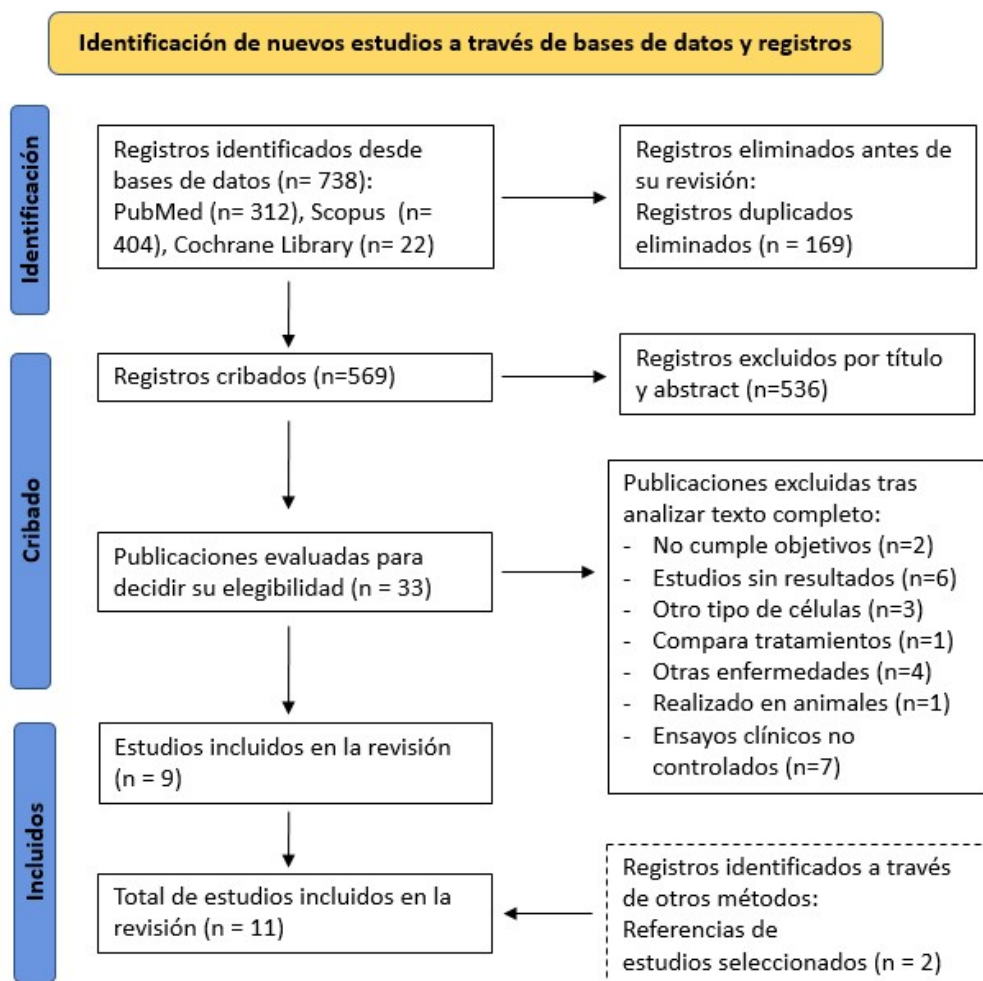 Identificación de nuevos estudios a través de bases de datos y registros
Identificación
Registros identificados desde
bases de datos (n= 738):
PubMed (n= 312), Scopus (n=
404), Cochrane Library (n= 22)
Registros eliminados antes de
su revisión:
Registros duplicados
eliminados (n = 169)
Cribado
Registros cribados (n=569)
Registros excluidos por título
y abstract (n=536)
Publicaciones evaluadas para
decidir su elegibilidad (n = 33)
Publicaciones excluidas tras
analizar texto completo:
- No cumple objetivos (n=2)
- Estudios sin resultados (n=6)
- Otro tipo de células (n=3)
- Compara tratamientos (n=1)
- Otras enfermedades (n=4)
- Realizado en animales (n=1)
- Ensayos clínicos no
controlados (n=7)
Incluidos
Estudios incluidos en la revisión
(n = 9)
Total de estudios incluidos en la
revisión (n = 11)
Registros identificados a través
de otros métodos:
Referencias de
estudios seleccionados (n = 2)